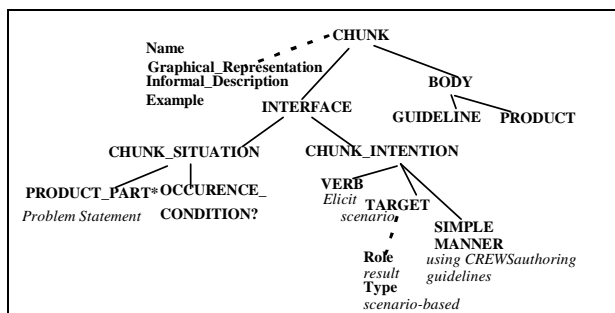 CHUNK
Name
Graphical_Representation
Informal_Description
Example
BODY
INTERFACE
GUIDELINE PRODUCT
CHUNK_SITUATION
CHUNK_INTENTION
PRODUCT_PART* OCCURENCE_
CONDITION?
Problem Statement
VERB
Elicit
TARGET
scenario
SIMPLE
MANNER
using CREWSauthoring
guidelines
Role
result
Type
scenario-based